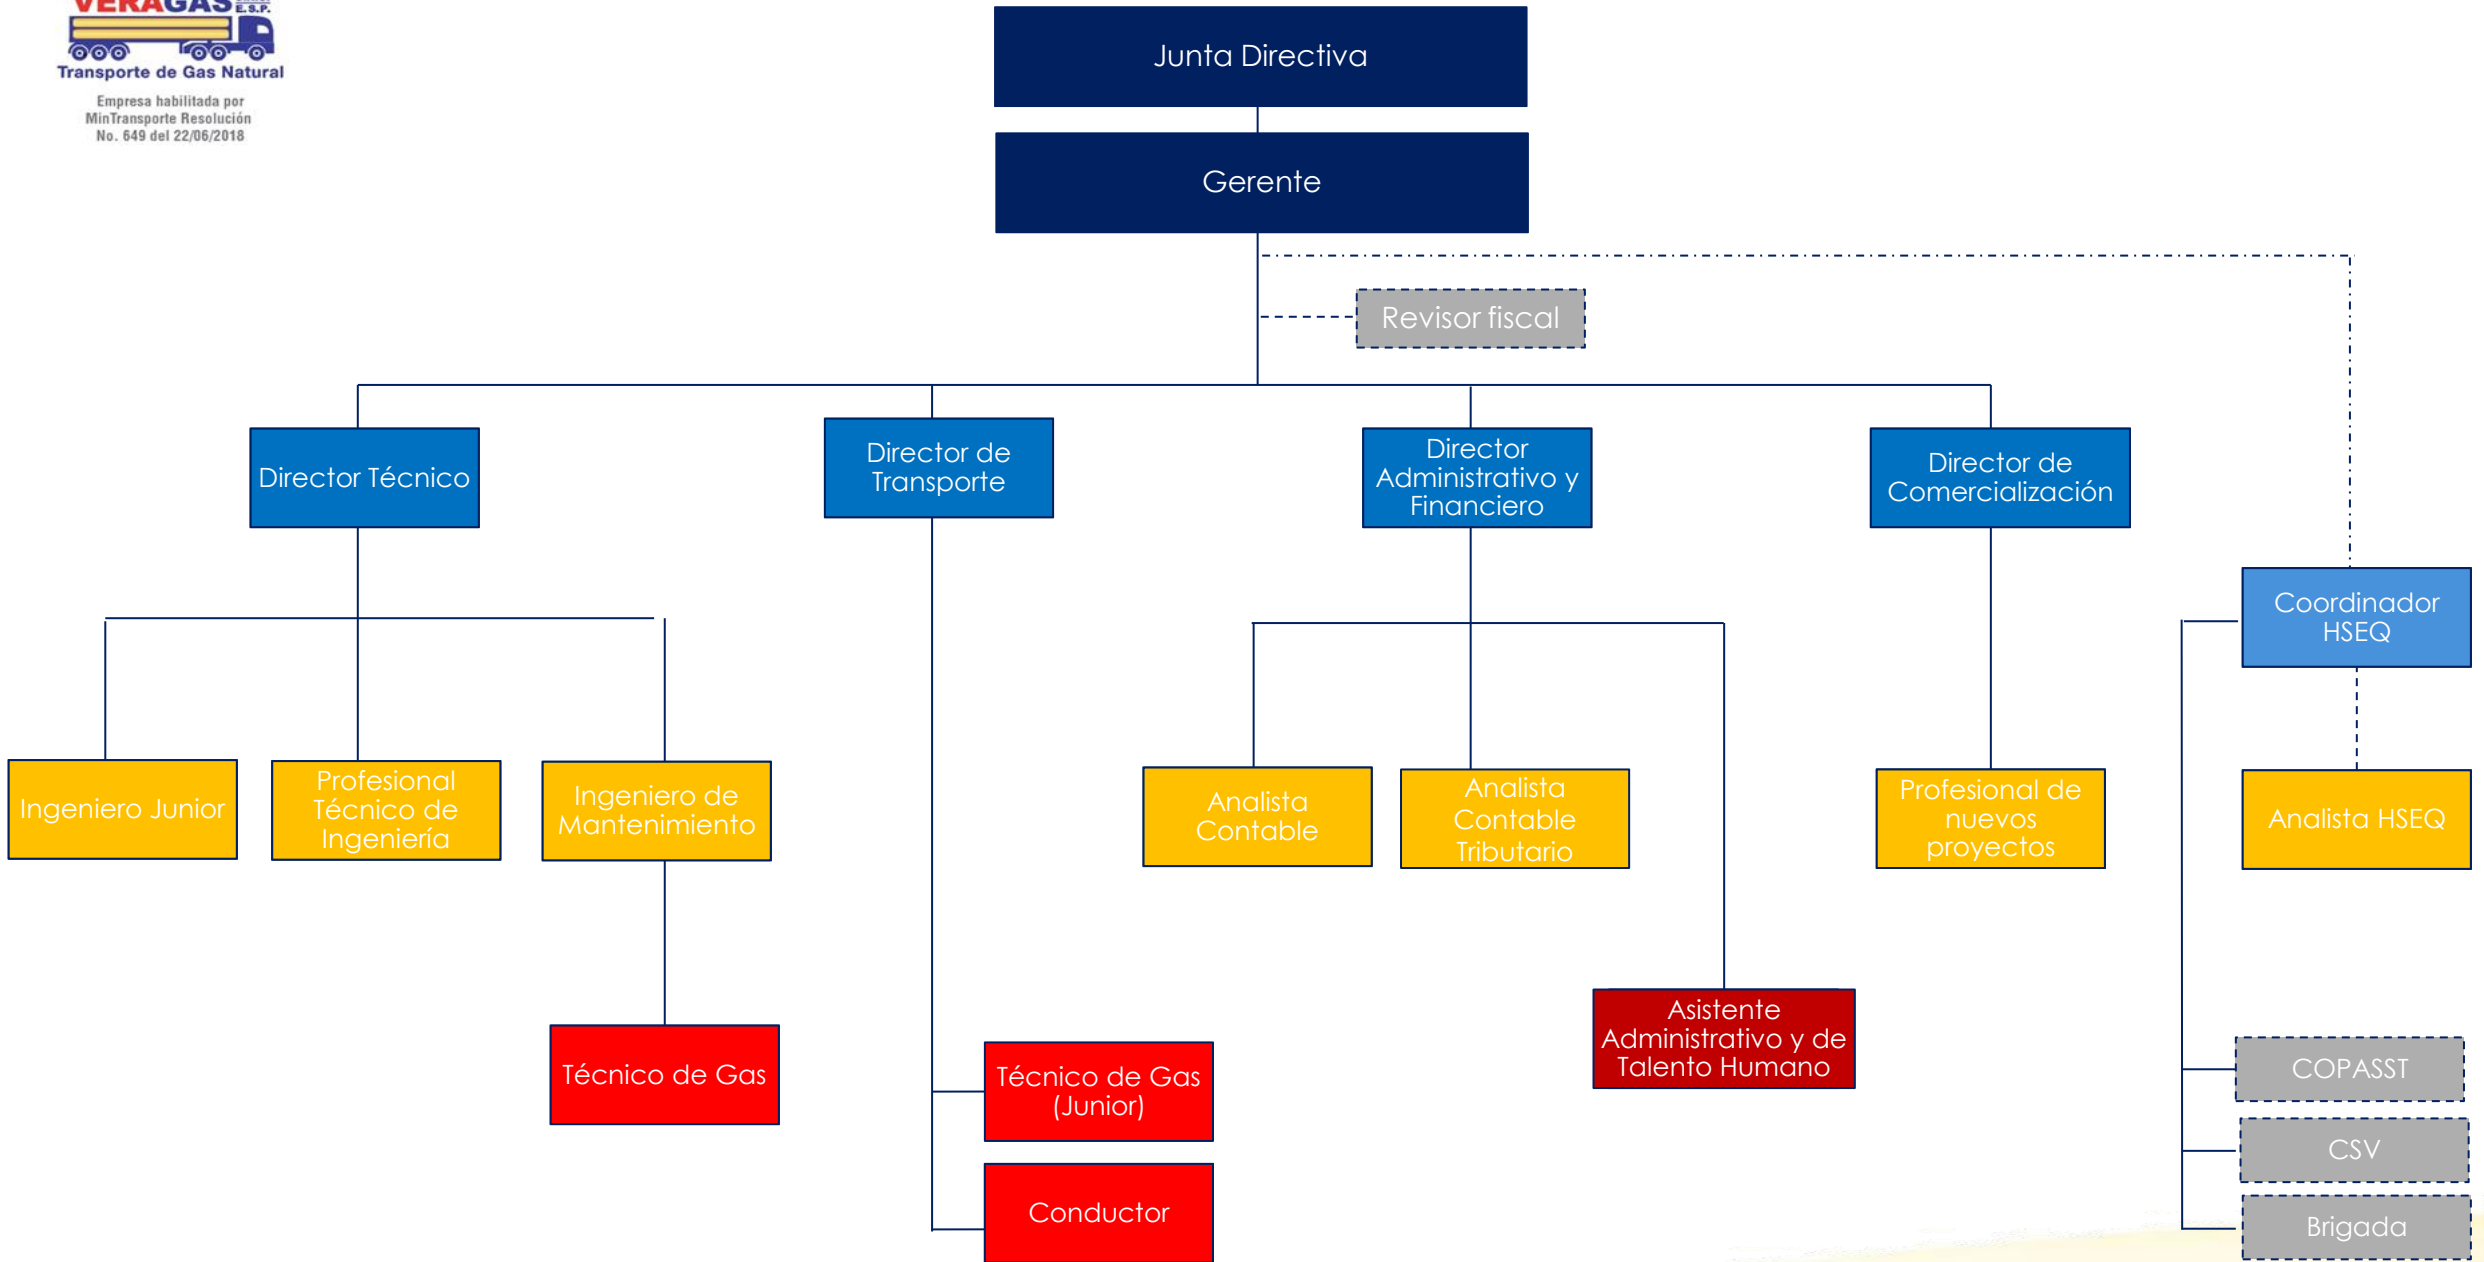 VERAGAS
E.S.P.
Transporte de Gas Natural
Empresa habilitada por
MinTransporte Resolución
No. 649 del 22/06/2018
Junta Directiva
Gerente
Revisor fiscal
Director Técnico
Director de
Transporte
Director
Administrativo y
Financiero
Director de
Comercialización
Coordinador
HSEQ
Ingeniero Junior
Profesional
Técnico de
Ingeniería
Ingeniero de
Mantenimiento
Analista
Contable
Analista
Contable
Tributario
Profesional de
nuevos
proyectos
Analista HSEQ
Técnico de Gas
Técnico de Gas
(Junior)
Conductor
Asistente
Administrativo y de
Talento Humano
COPASST
CSV
Brigada